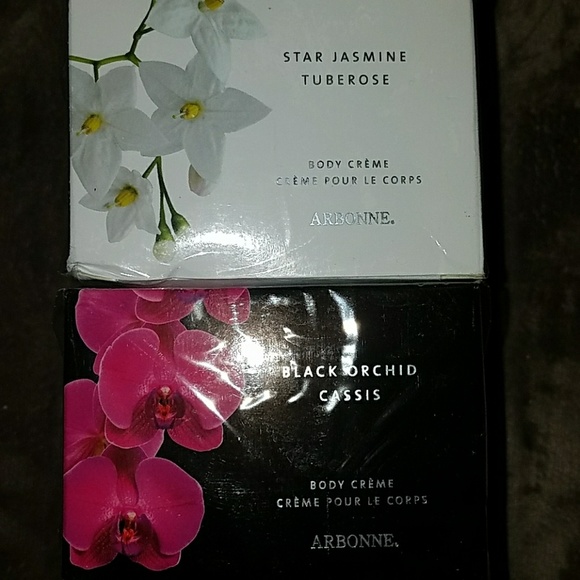 STAR JASMINE
TUBEROSE
BODY CRÈME
CRÈME POUR LE CORPS
ARBONNE®
BLACK ORCHID
CASSIS
BODY CRÈME
CRÈME POUR LE CORPS
ARBONNE®